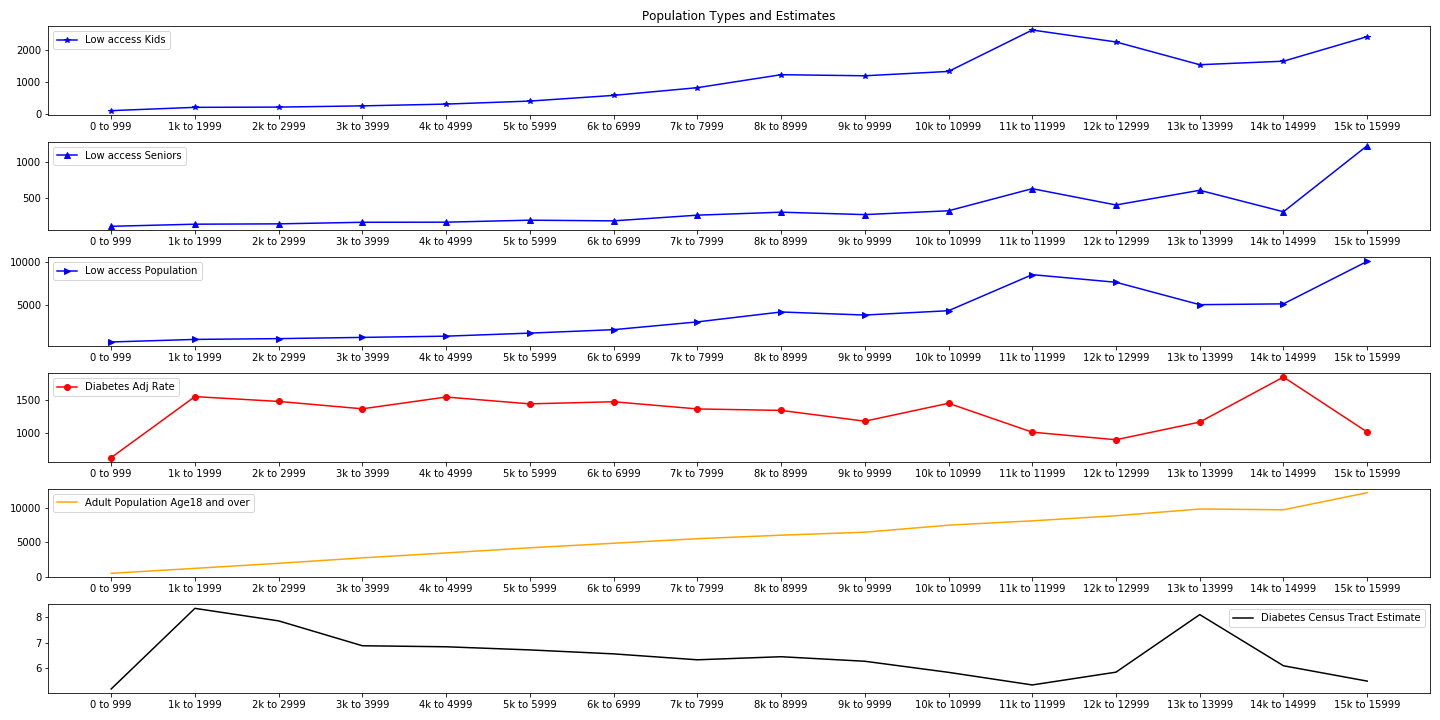 Population Types and Estimates
Low access Kids
2000
1000
0
0 to 999 1k to 1999 2k to 2999 3k to 3999 4k to 4999 5k to 5999 6k to 6999 7k to 7999 8k to 8999 9k to 9999 10k to 10999 11k to 11999 12k to 12999 13k to 13999 14k to 14999 15k to 15999
Low access Seniors
1000
500
0 to 999 1k to 1999 2k to 2999 3k to 3999 4k to 4999 5k to 5999 6k to 6999 7k to 7999 8k to 8999 9k to 9999 10k to 10999 11k to 11999 12k to 12999 13k to 13999 14k to 14999 15k to 15999
10000
Low access Population
5000
0 to 999 1k to 1999 2k to 2999 3k to 3999 4k to 4999 5k to 5999 6k to 6999 7k to 7999 8k to 8999 9k to 9999 10k to 10999 11k to 11999 12k to 12999 13k to 13999 14k to 14999 15k to 15999
Diabetes Adj Rate
1500
1000
0 to 999 1k to 1999 2k to 2999 3k to 3999 4k to 4999 5k to 5999 6k to 6999 7k to 7999 8k to 8999 9k to 9999 10k to 10999 11k to 11999 12k to 12999 13k to 13999 14k to 14999 15k to 15999
Adult Population Age18 and over
10000
5000
0
0 to 999 1k to 1999 2k to 2999 3k to 3999 4k to 4999 5k to 5999 6k to 6999 7k to 7999 8k to 8999 9k to 9999 10k to 10999 11k to 11999 12k to 12999 13k to 13999 14k to 14999 15k to 15999
8 Diabetes Census Tract Estimate
7
6
0 to 999 1k to 1999 2k to 2999 3k to 3999 4k to 4999 5k to 5999 6k to 6999 7k to 7999 8k to 8999 9k to 9999 10k to 10999 11k to 11999 12k to 12999 13k to 13999 14k to 14999 15k to 15999